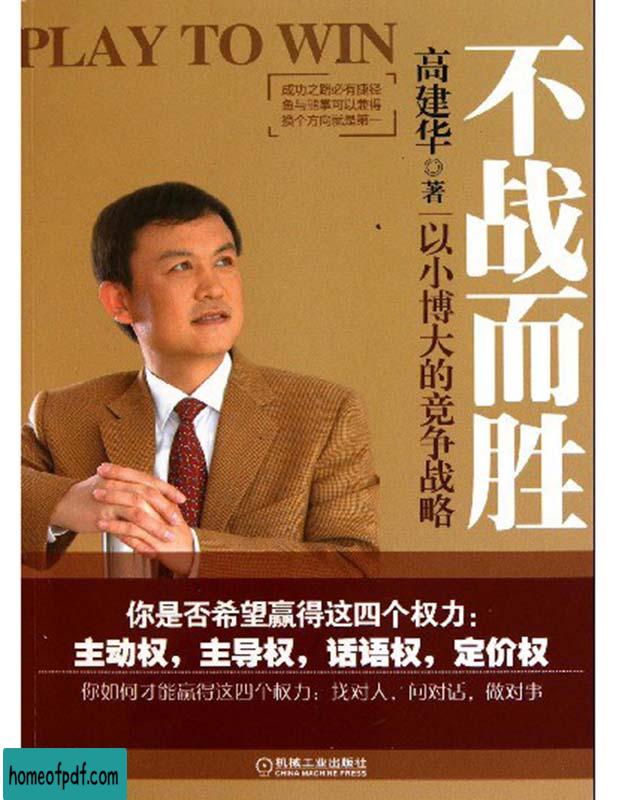 PLAY TO WIN
成功之路必有捷径
鱼与熊掌可以兼得
换个方向就是第一
高建华◎著
不战而胜
以小博大的竞争战略
你是否希望赢得这四个权力：
主动权，主导权，话语权，定价权
你如何才能赢得这四个权力：找对人，问对话，做对事
机械工业出版社
CHINA MACHINE PRESS
homeofpdf.com